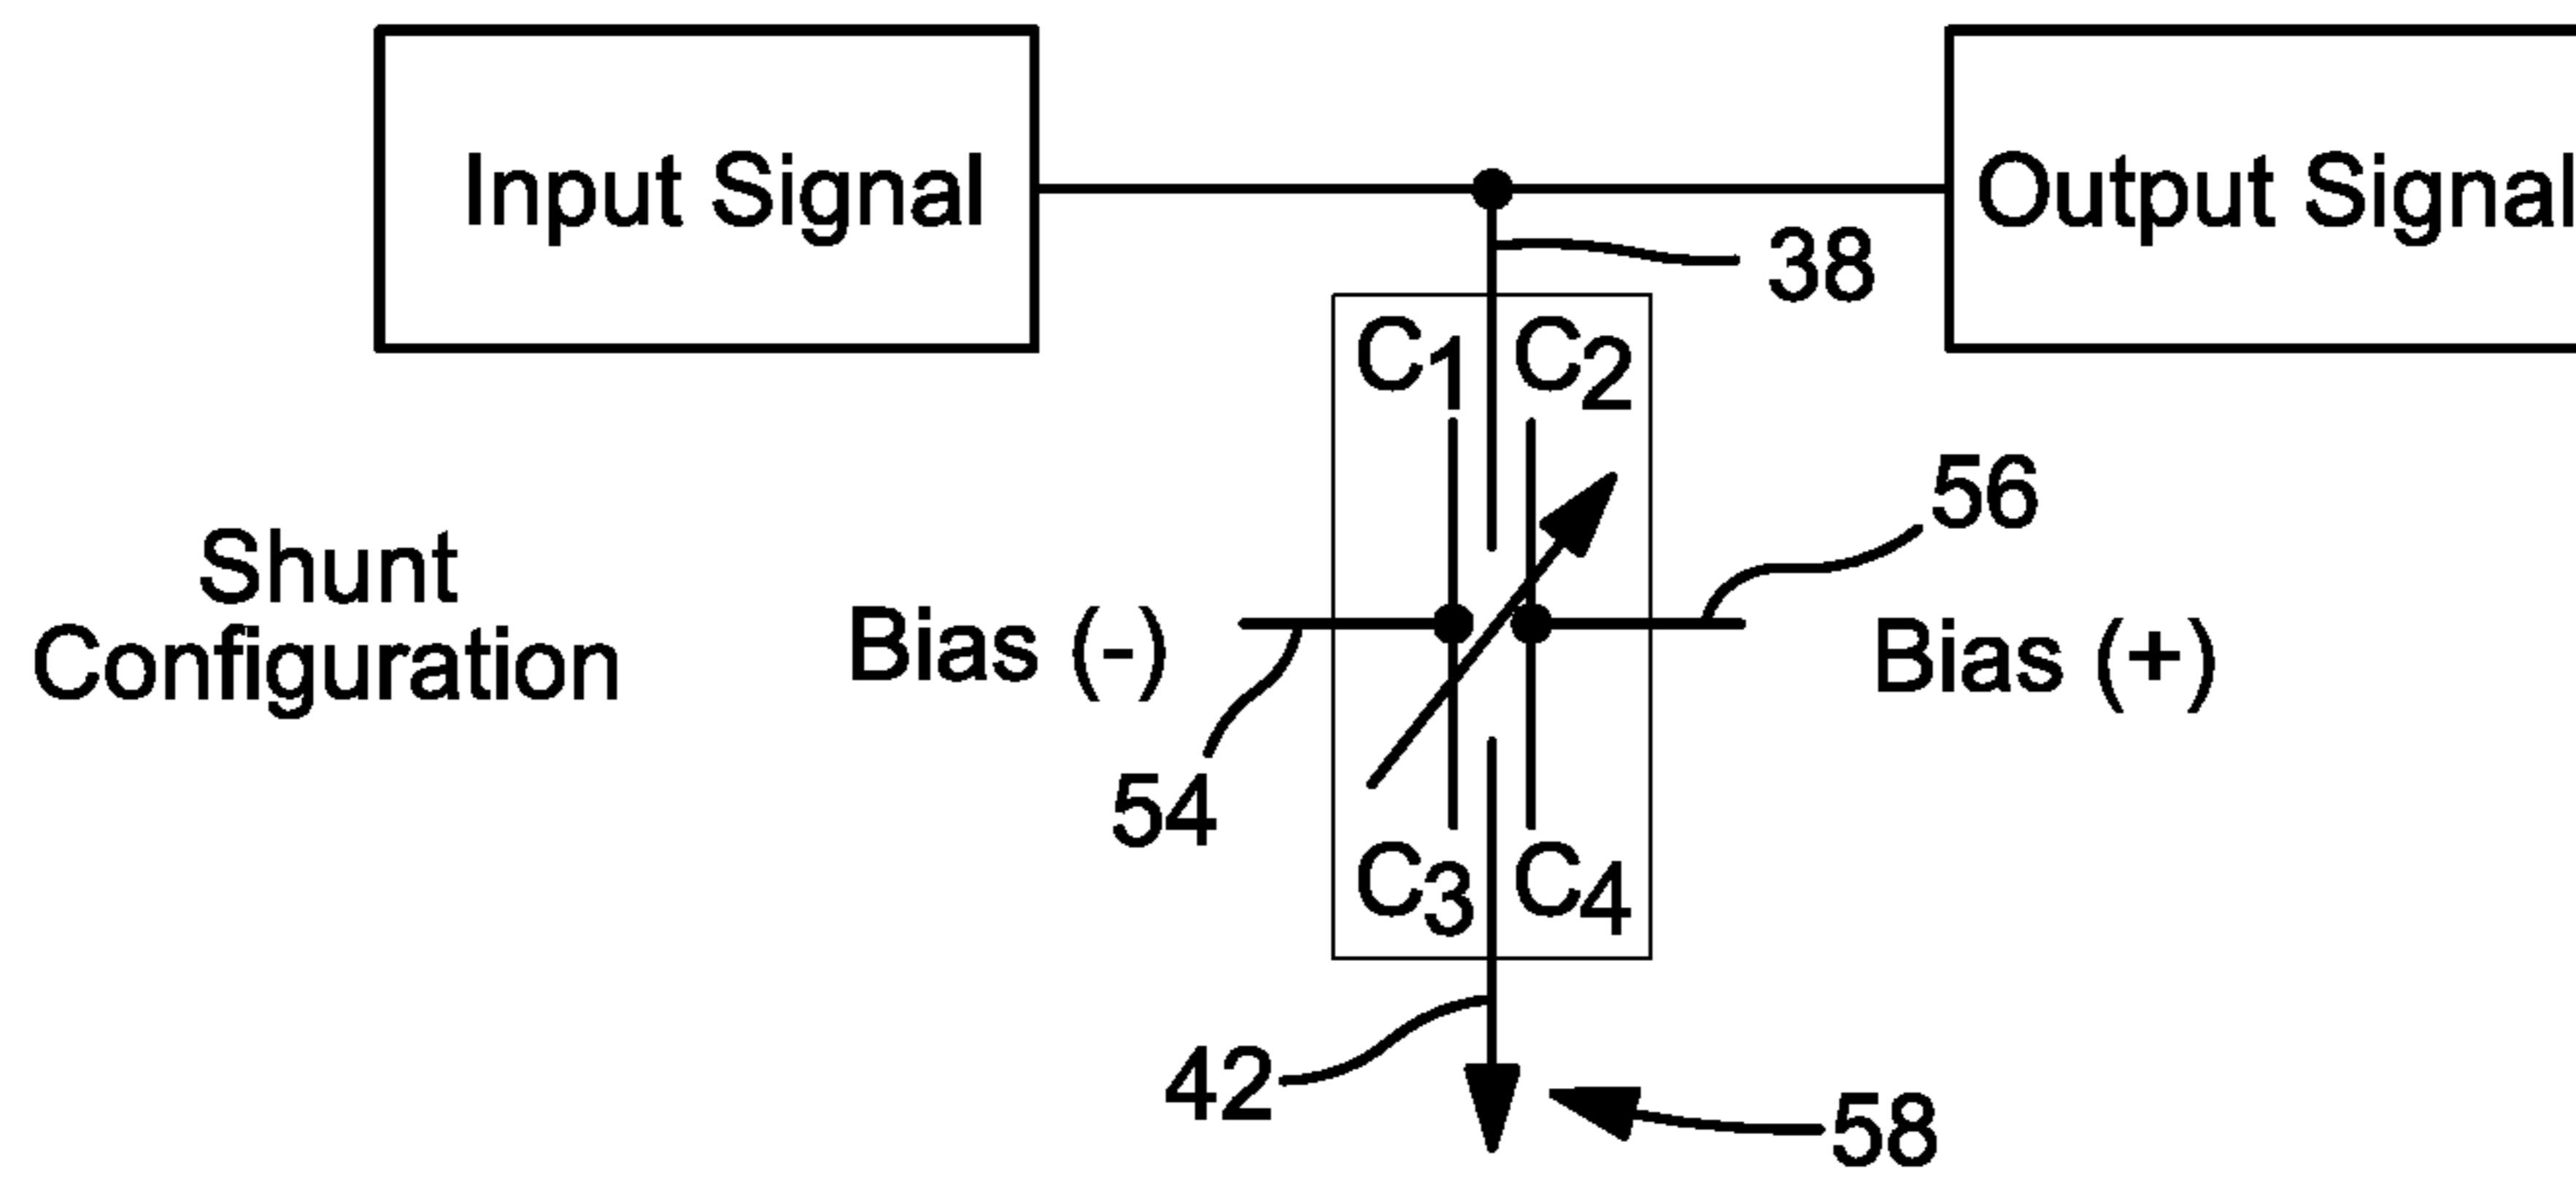 Input Signal
Output Signal
38
C1
C2
56
Shunt
Configuration
Bias (-)
Bias (+)
54
C3
C4
42
58